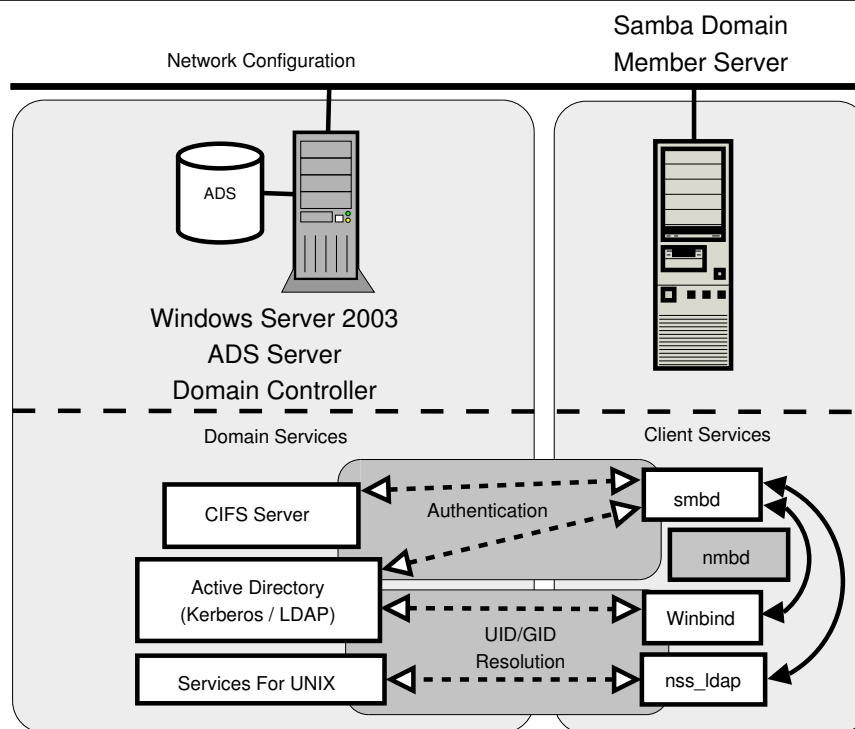 Samba Domain
Member Server
Network Configuration
ADS
Windows Server 2003
ADS Server
Domain Controller
Domain Services
Client Services
CIFS Server
Authentication
smbd
nmbd
Active Directory
(Kerberos / LDAP)
UID/GID
Resolution
Winbind
Services For UNIX
nss_ldap